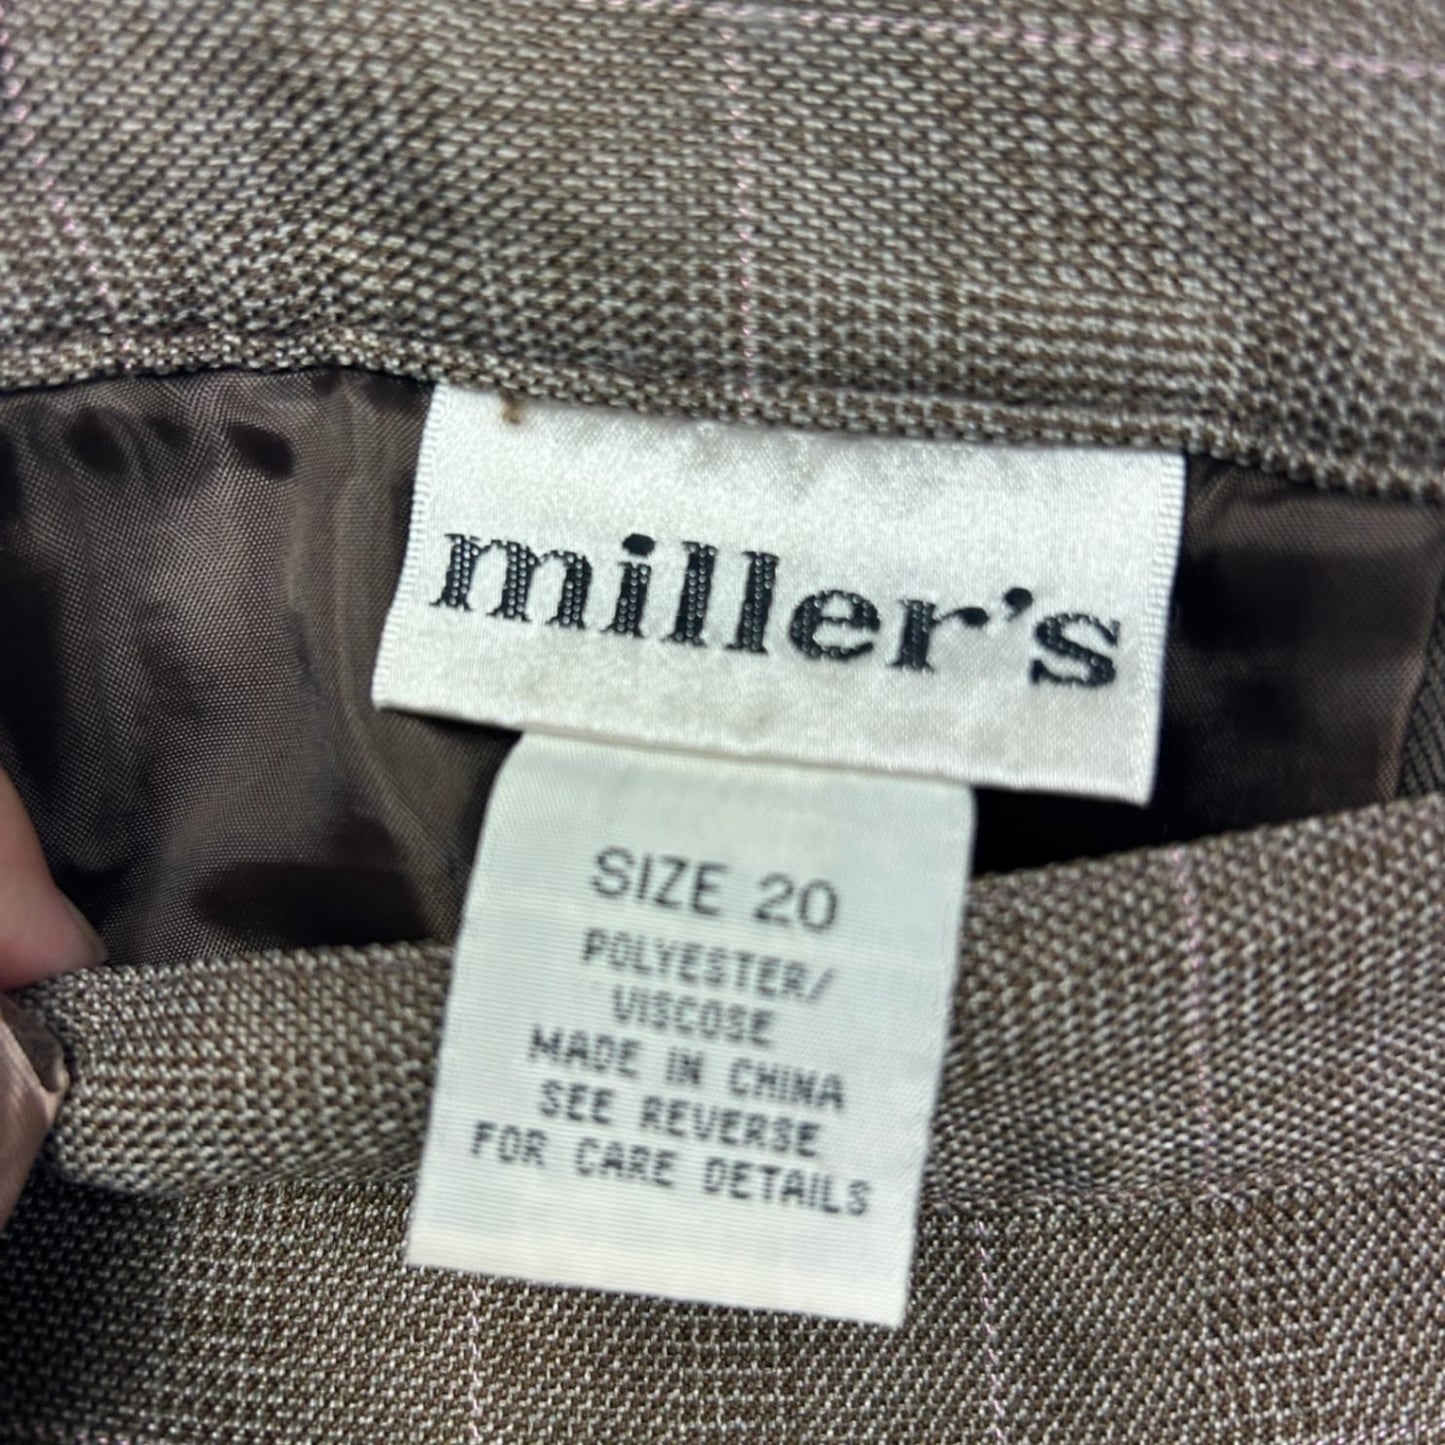 miller's
SIZE 20
POLYESTER/
VISCOSE
MADE IN CHINA
SEE REVERSE
FOR CARE DETAILS